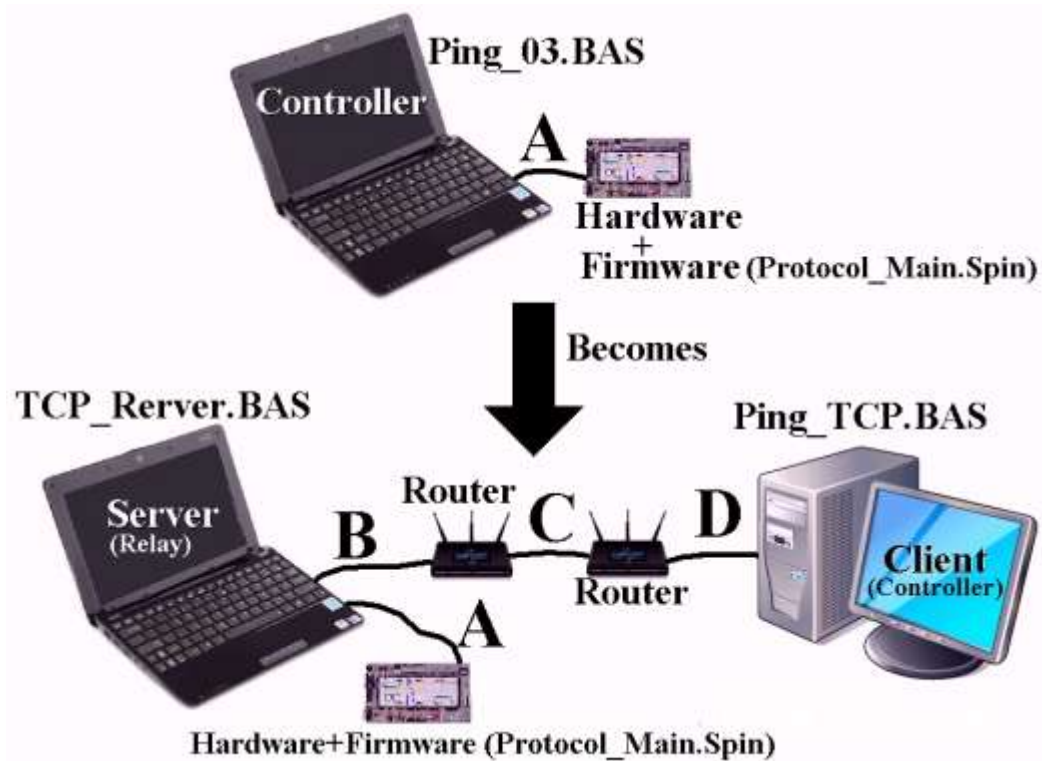 Ping_03.BAS
Controller
A
Hardware
+
Firmware (Protocol_Main.Spin)
Becomes
TCP_Rerver.BAS
Ping_TCP.BAS
Server
(Relay)
B
Router
C
Router
D
Client
(Controller)
A
Hardware+Firmware (Protocol_Main.Spin)